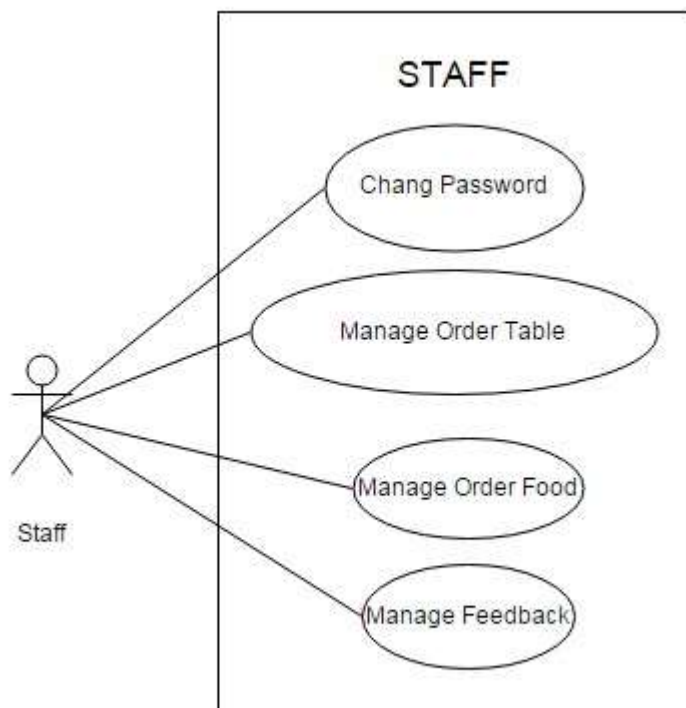 STAFF
Chang Password
Manage Order Table
Manage Order Food
Staff
Manage Feedback